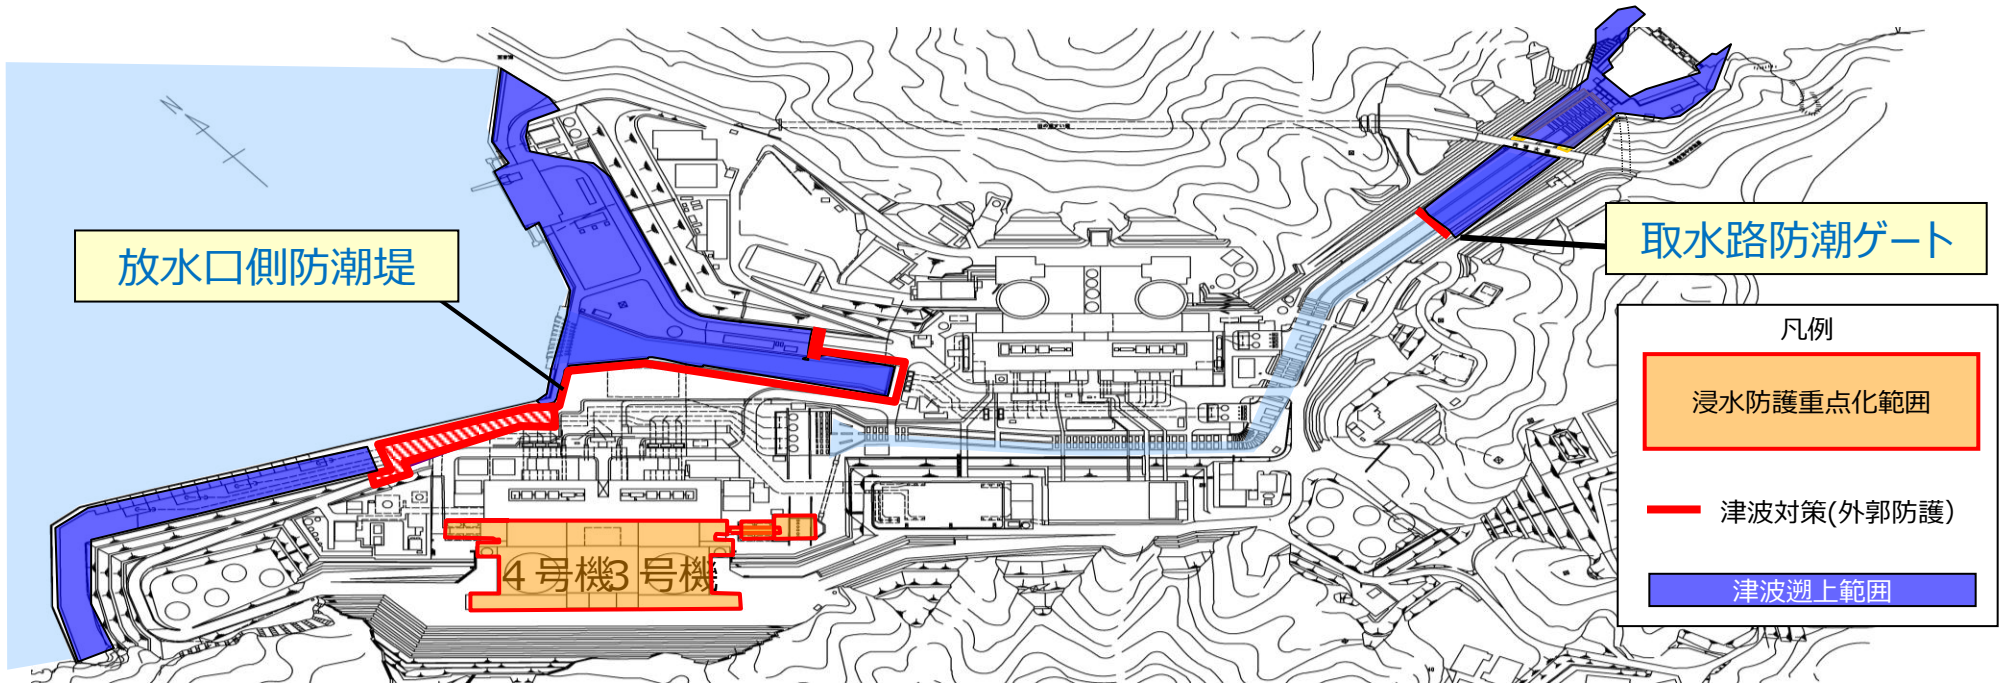 N
放水口側防潮堤
取水路防潮ゲート
凡例
浸水防護重点化範囲
津波対策(外郭防護)
津波遡上範囲
4号機
3号機